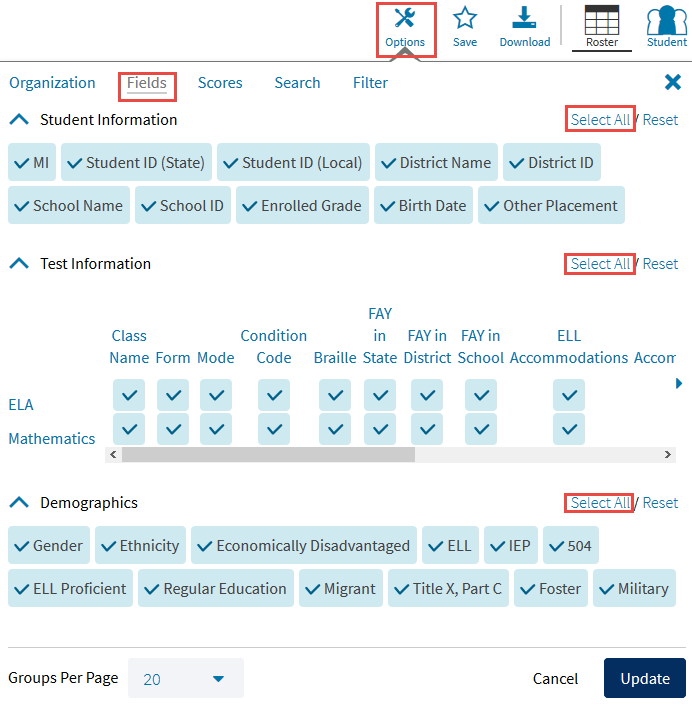 Options Save Download Roster Student
Organization Fields Scores Search Filter
Student Information Select All / Reset
MI Student ID (State) Student ID (Local) District Name District ID
School Name School ID Enrolled Grade Birth Date Other Placement
Test Information Select All / Reset
Class Name Form Mode Condition Code Braille FAY in State FAY in District FAY in School ELL Accommodations Accom
ELA
Mathematics
Demographics Select All / Reset
Gender Ethnicity Economically Disadvantaged ELL IEP 504
ELL Proficient Regular Education Migrant Title X, Part C Foster Military
Groups Per Page 20 Cancel Update